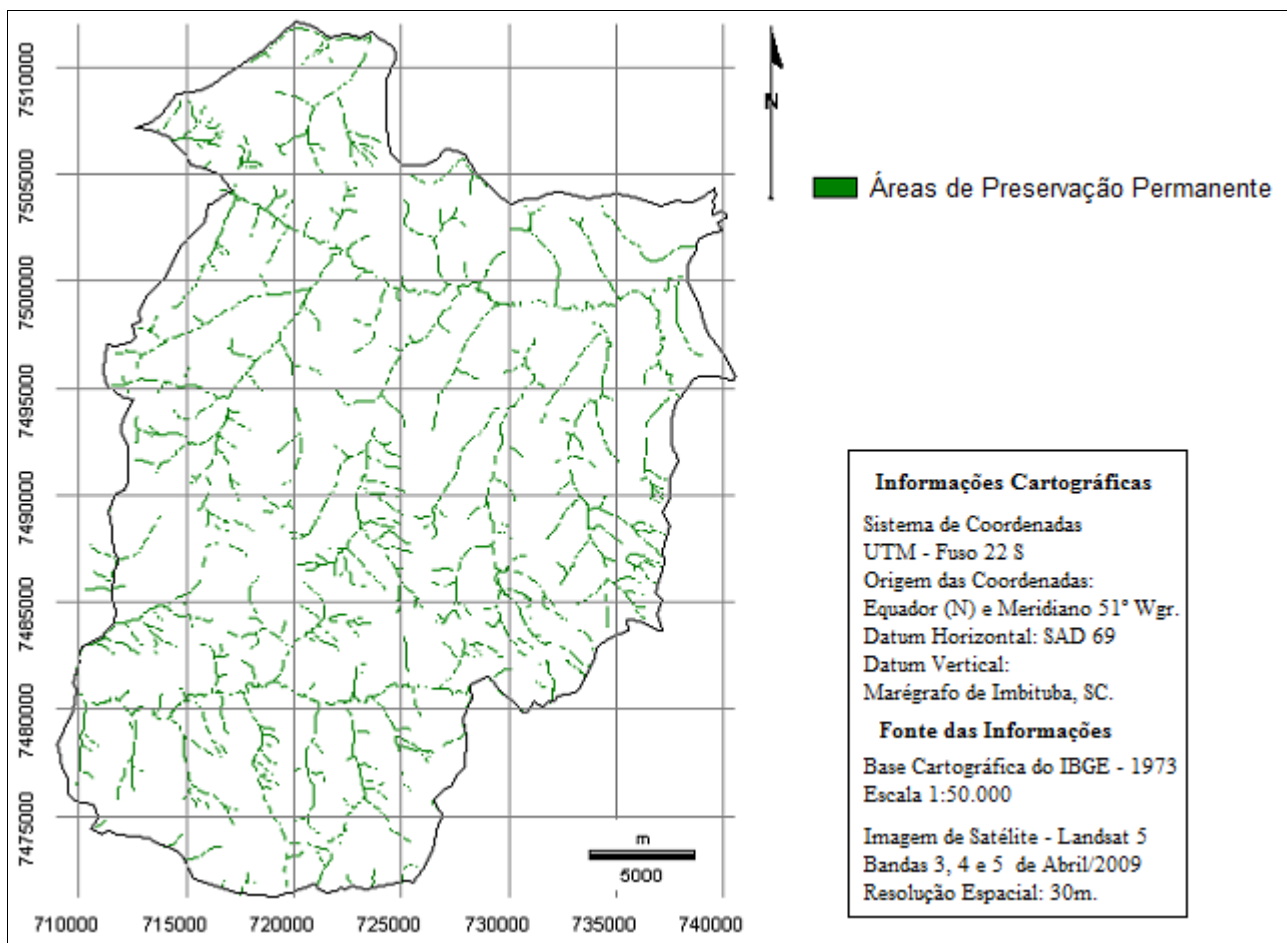 7510000
7505000
7500000
7495000
7490000
7485000
7480000
7475000
710000 715000 720000 725000 730000 735000 740000
N
m
5000
Áreas de Preservação Permanente
Informações Cartográficas
Sistema de Coordenadas
UTM - Fuso 22 S
Origem das Coordenadas:
Equador (N) e Meridiano 51º Wgr.
Datum Horizontal: SAD 69
Datum Vertical:
Marégrafo de Imbituba, SC.
Fonte das Informações
Base Cartográfica do IBGE - 1973
Escala 1:50.000
Imagem de Satélite - Landsat 5
Bandas 3, 4 e 5 de Abril/2009
Resolução Espacial: 30m.